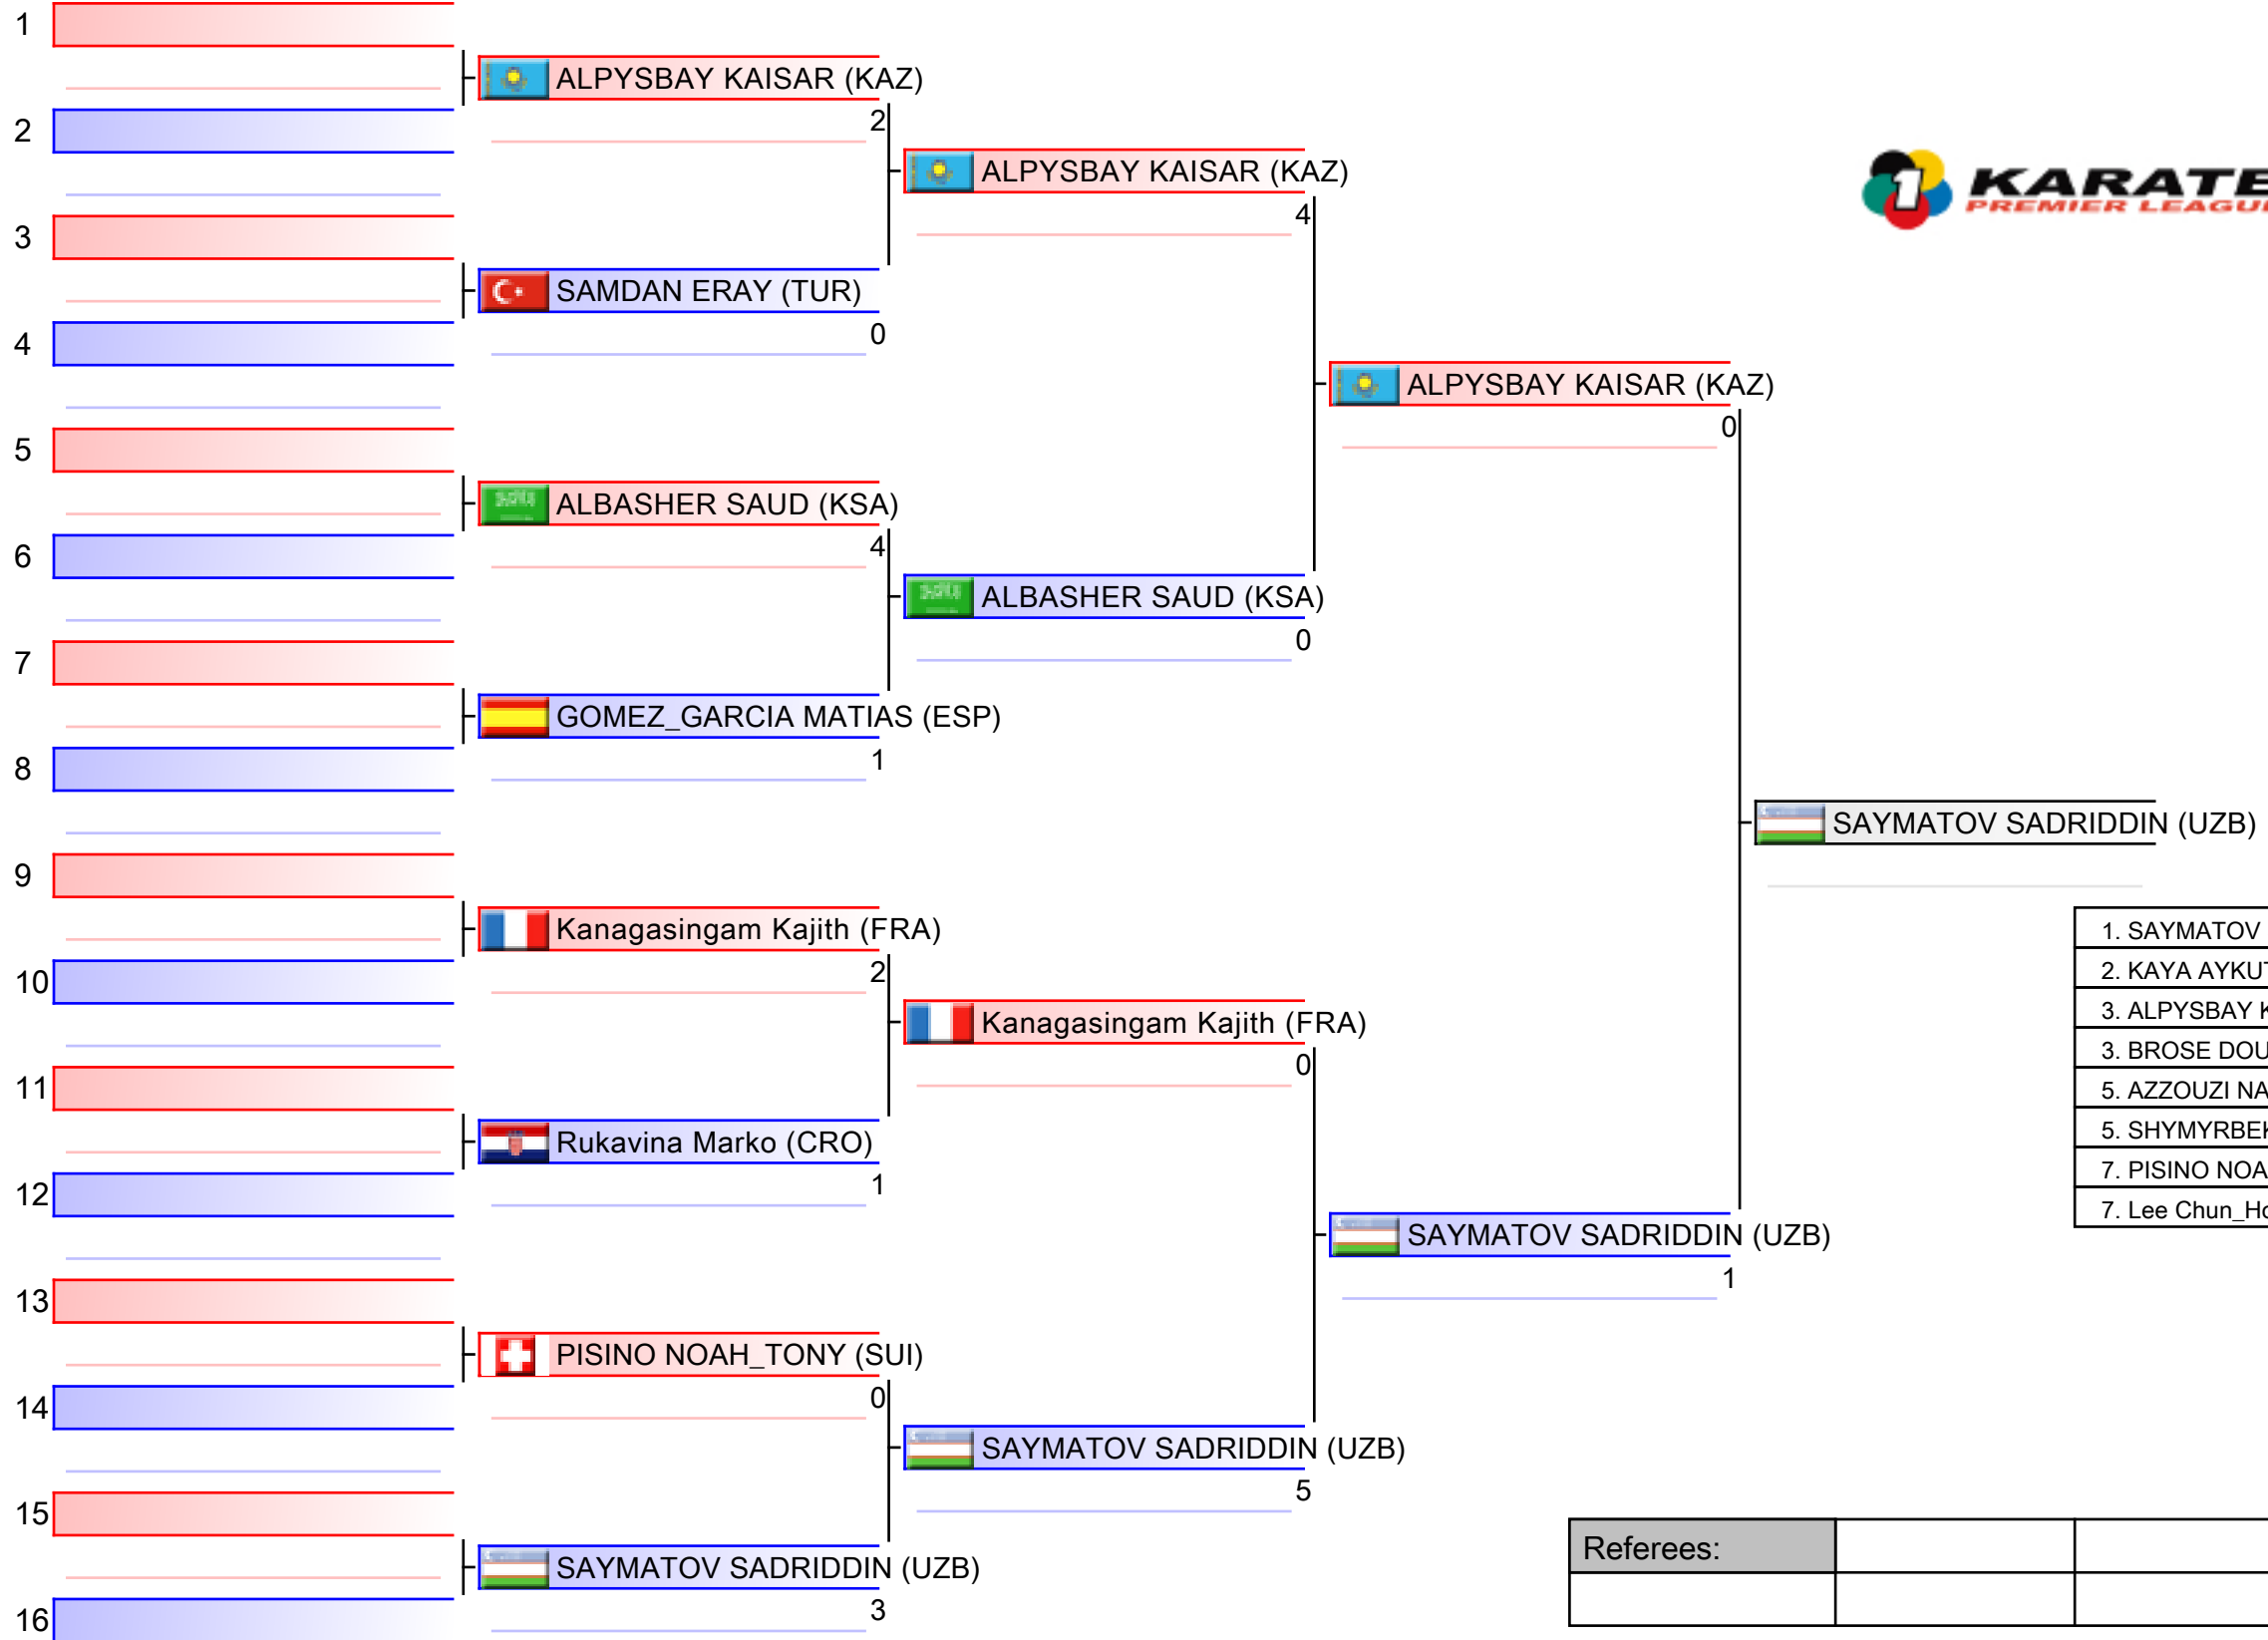 1
ALPYSBAY KAISAR (KAZ)
2
2
ALPYSBAY KAISAR (KAZ)
4
KARATE
PREMIER LEAGUE
3
SAMDAN ERAY (TUR)
0
4
ALPYSBAY KAISAR (KAZ)
0
5
ALBASHER SAUD (KSA)
4
6
ALBASHER SAUD (KSA)
0
7
GOMEZ_GARCIA MATIAS (ESP)
1
8
SAYMATOV SADRIDDIN (UZB)
9
Kanagasingam Kajith (FRA)
2
10
Kanagasingam Kajith (FRA)
0
11
Rukavina Marko (CRO)
1
12
SAYMATOV SADRIDDIN (UZB)
1
1. SAYMATOV
2. KAYA AYKUT
3. ALPYSBAY K
3. BROSE DOU
5. AZZOUZI NA
5. SHYMYRBEK
7. PISINO NOA
7. Lee Chun_Ho
13
PISINO NOAH_TONY (SUI)
0
14
SAYMATOV SADRIDDIN (UZB)
5
15
SAYMATOV SADRIDDIN (UZB)
3
16
Referees: